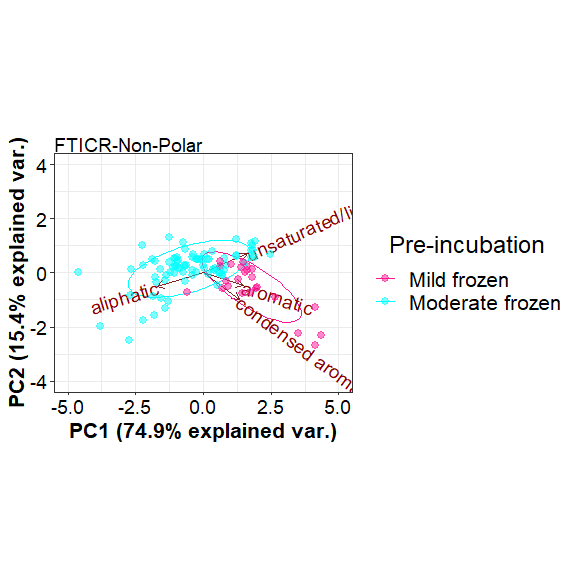 FTICR-Non-Polar
PC2 (15.4% explained var.)
4
2
0
-2
-4
unsaturated/li
aliphatic
aromatic
condensed arom
-5.0
-2.5
0.0
2.5
5.0
PC1 (74.9% explained var.)
Pre-incubation
Mild frozen
Moderate frozen